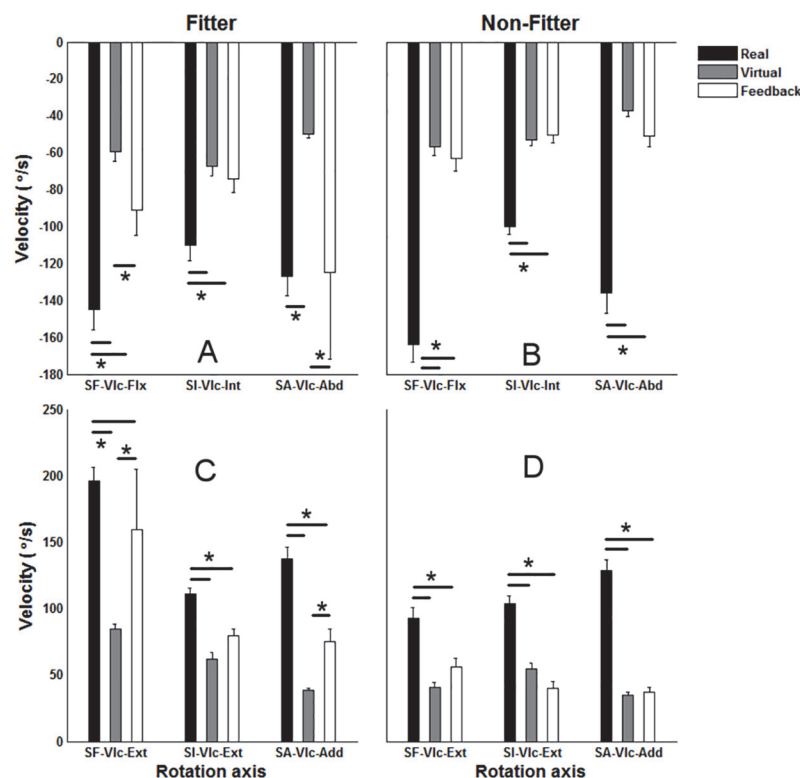 Fitter
Non-Fitter
Real
Virtual
Feedback
Velocity (°/s)
-0
-20
-40
-60
-80
-100
-120
-140
-160
-180
*
*
*
*
*
A
SF-Vlc-Flx
SI-Vlc-Int
SA-Vlc-Abd
*
*
*
B
SF-Vlc-Flx
SI-Vlc-Int
SA-Vlc-Abd
Velocity (°/s)
250
200
150
100
50
0
*
*
*
*
*
C
SF-Vlc-Ext
SI-Vlc-Ext
SA-Vlc-Add
Rotation axis
*
*
*
D
SF-Vlc-Ext
SI-Vlc-Ext
SA-Vlc-Add
Rotation axis